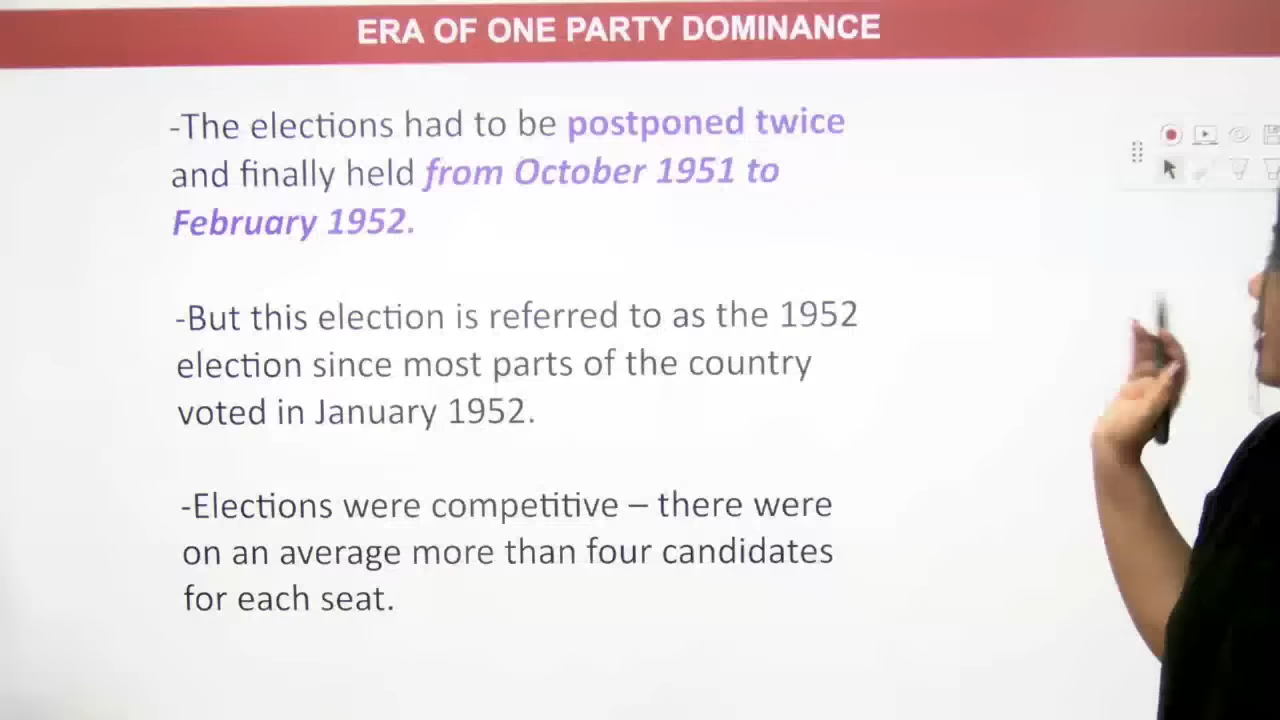 ERA OF ONE PARTY DOMINANCE
-The elections had to be postponed twice
and finally held from October 1951 to
February 1952.
-But this election is referred to as the 1952
election since most parts of the country
voted in January 1952.
-Elections were competitive – there were
on an average more than four candidates
for each seat.